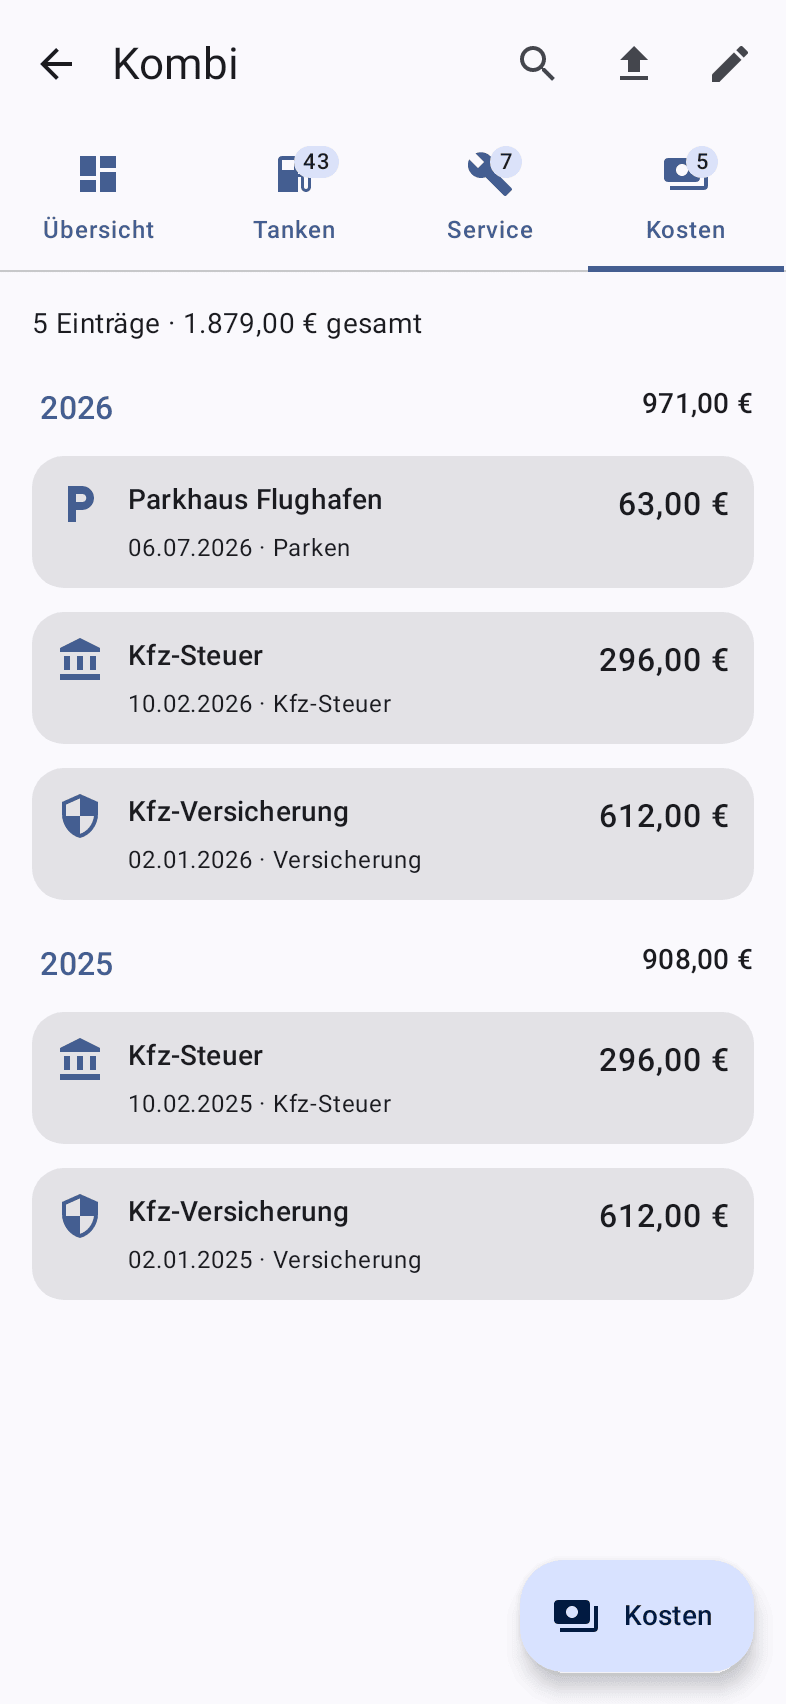 Kombi
43
7
5
Übersicht
Tanken
Service
Kosten
5 Einträge · 1.879,00 € gesamt
2026
971,00 €
P
Parkhaus Flughafen
63,00 €
06.07.2026 · Parken
Kfz-Steuer
296,00 €
10.02.2026 · Kfz-Steuer
Kfz-Versicherung
612,00 €
02.01.2026 · Versicherung
2025
908,00 €
Kfz-Steuer
296,00 €
10.02.2025 · Kfz-Steuer
Kfz-Versicherung
612,00 €
02.01.2025 · Versicherung
Kosten